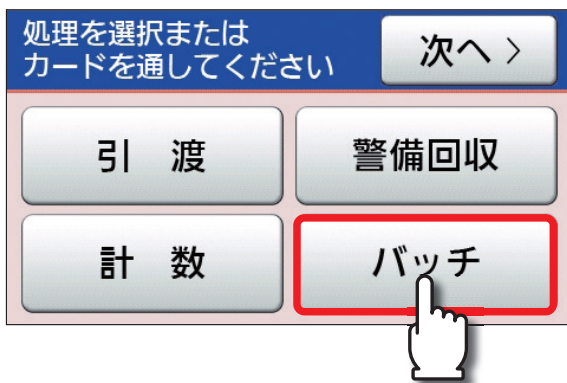 処理を選択または
カードを通してください
次へ 〉
引　渡
警備回収
計　数
バッチ